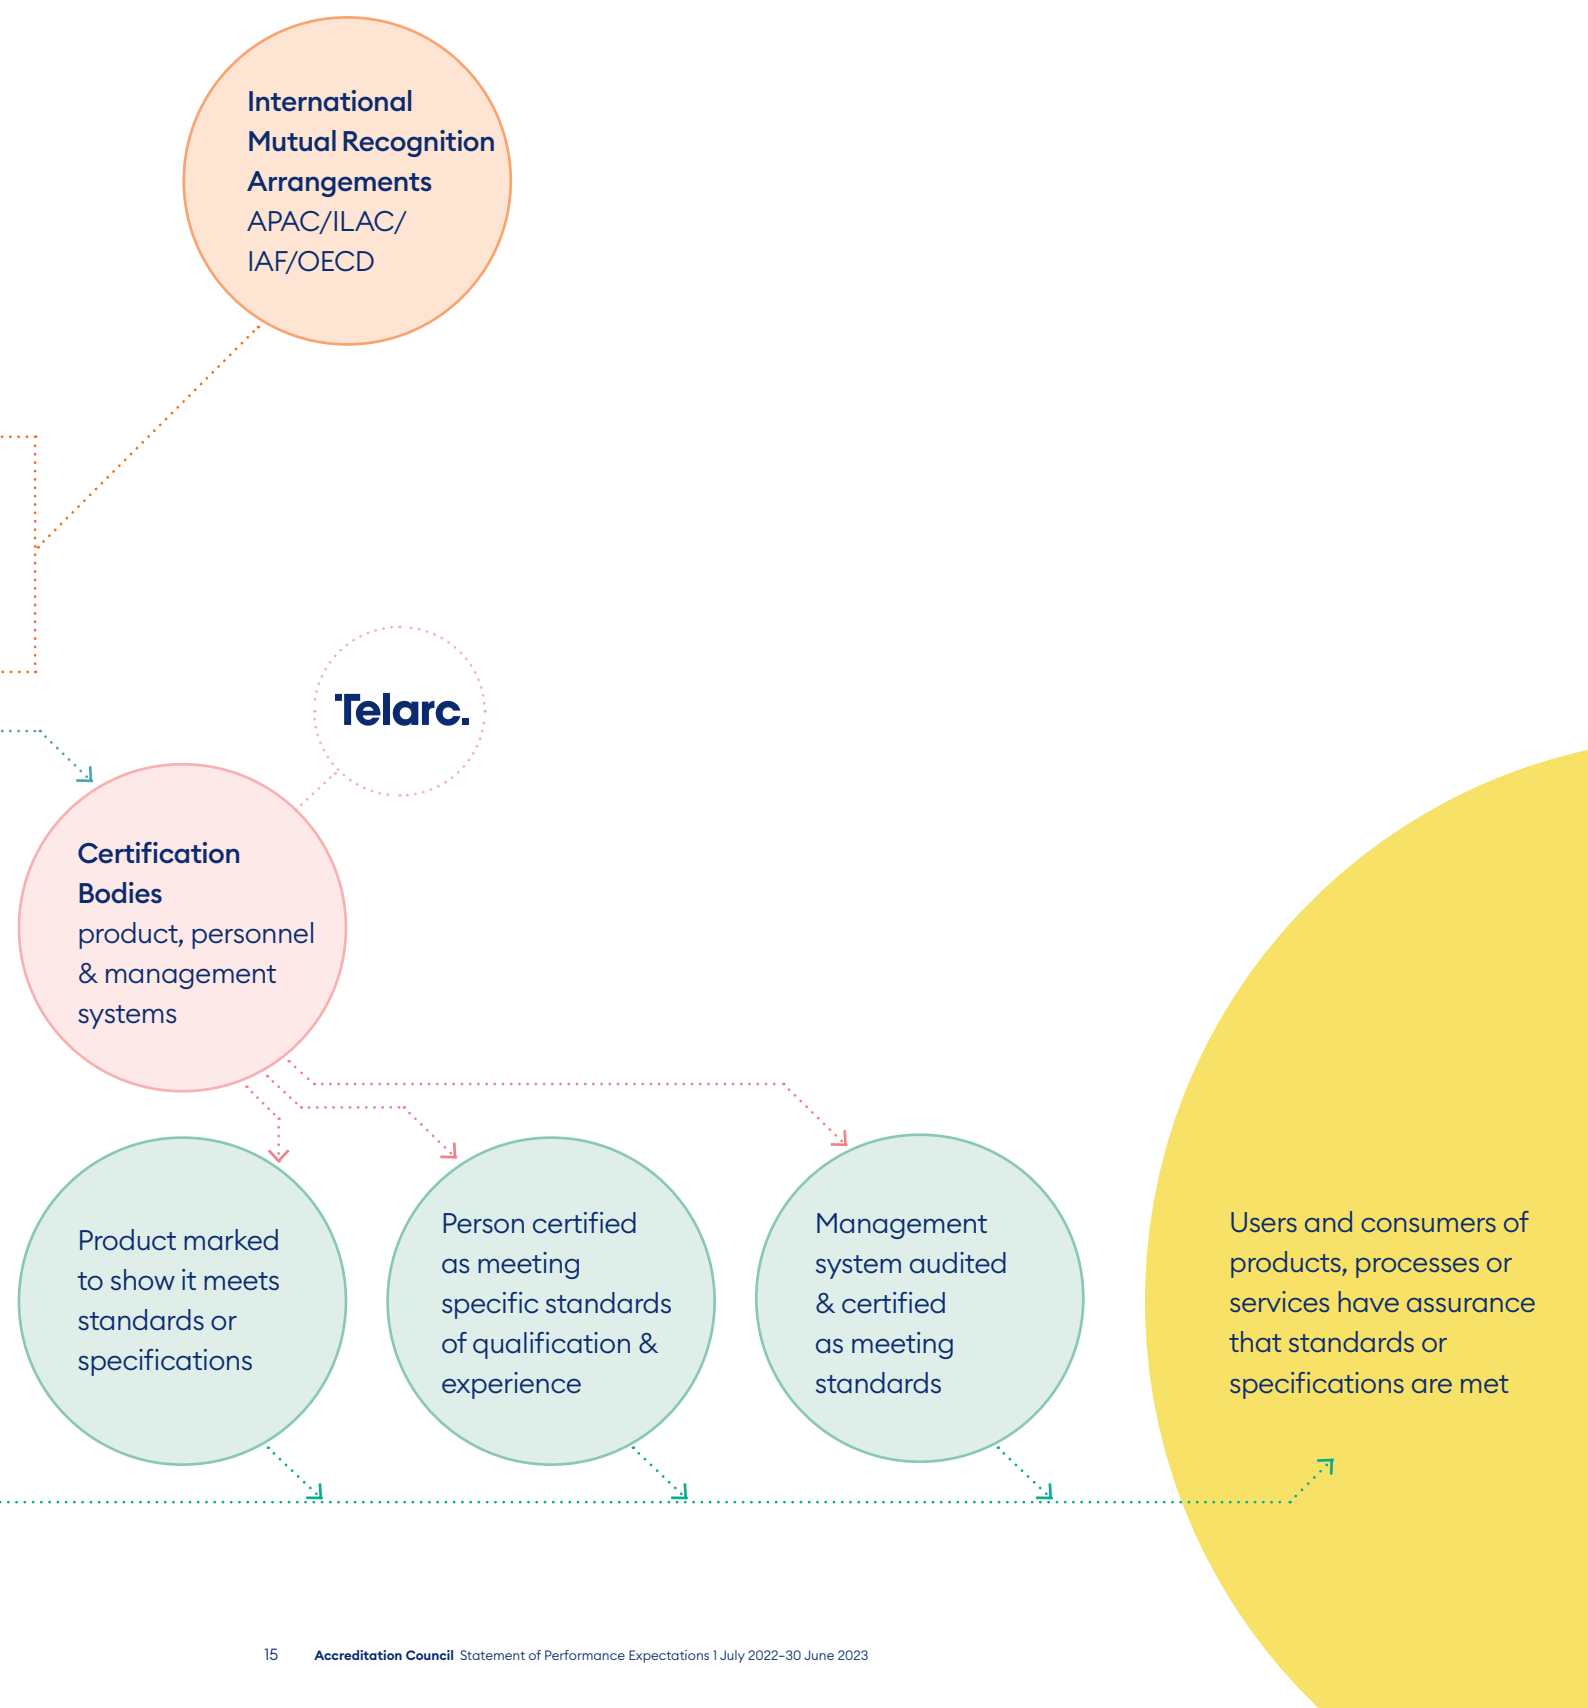 International
Mutual Recognition
Arrangements
APAC/ILAC/
IAF/OECD
Telarc.
Certification
Bodies
product, personnel
& management
systems
Product marked
to show it meets
standards or
specifications
Person certified
as meeting
specific standards
of qualification &
experience
Management
system audited
& certified
as meeting
standards
Users and consumers of
products, processes or
services have assurance
that standards or
specifications are met
15 Accreditation Council Statement of Performance Expectations 1 July 2022–30 June 2023